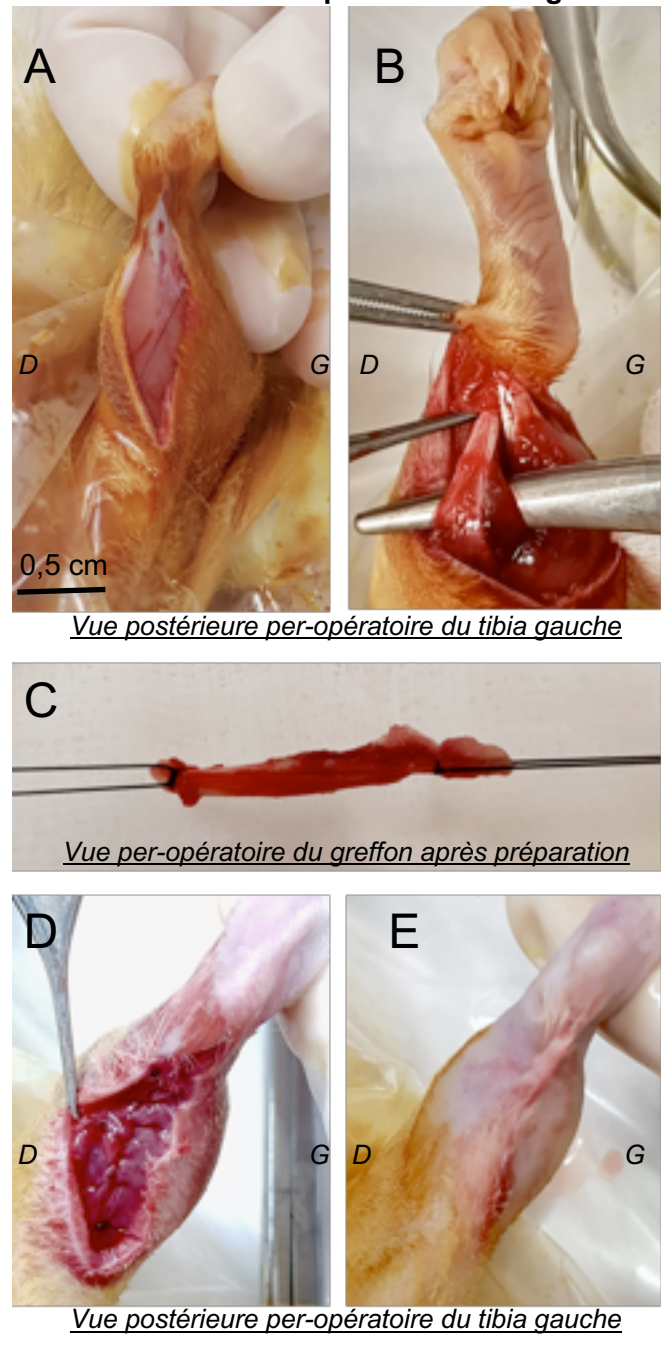 A
B
D
G
D
G
0,5 cm
Vue postérieure per-opératoire du tibia gauche
C
Vue per-opératoire du greffon après préparation
D
E
D
G
D
G
Vue postérieure per-opératoire du tibia gauche